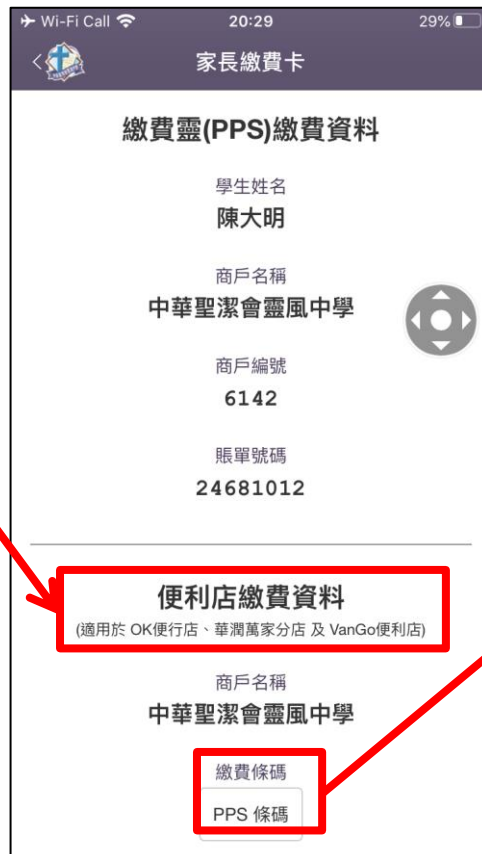 Wi-Fi Call 20:29 29%
家長繳費卡
繳費靈(PPS)繳費資料
學生姓名
陳大明
商戶名稱
中華聖潔會靈風中學
商戶編號
6142
賬單號碼
24681012
便利店繳費資料
(適用於 OK便行店、華潤萬家分店 及 VanGo便利店)
商戶名稱
中華聖潔會靈風中學
繳費條碼
PPS 條碼